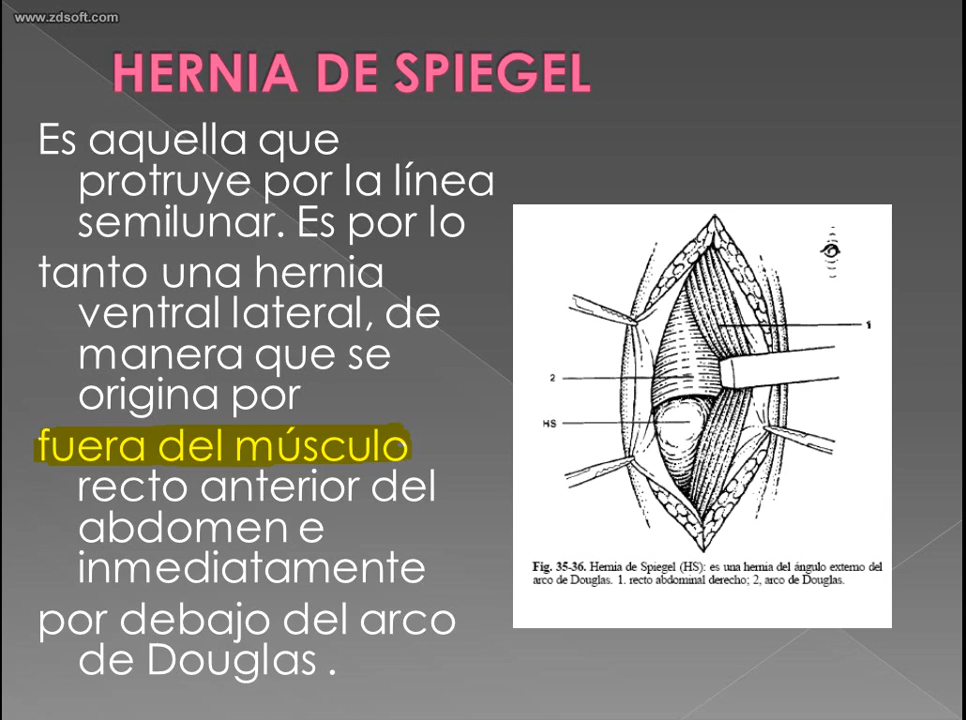 www.zdsoft.com
HERNIA DE SPIEGEL
Es aquella que
protruye por la línea
semilunar. Es por lo
tanto una hernia
ventral lateral, de
manera que se
origina por
fuera del músculo
recto anterior del
abdomen e
inmediatamente
por debajo del arco
de Douglas .
1
2
HS
Fig. 35-36. Hernia de Spiegel (HS): es una hernia del ángulo externo del
arco de Douglas. 1. recto abdominal derecho; 2, arco de Douglas.